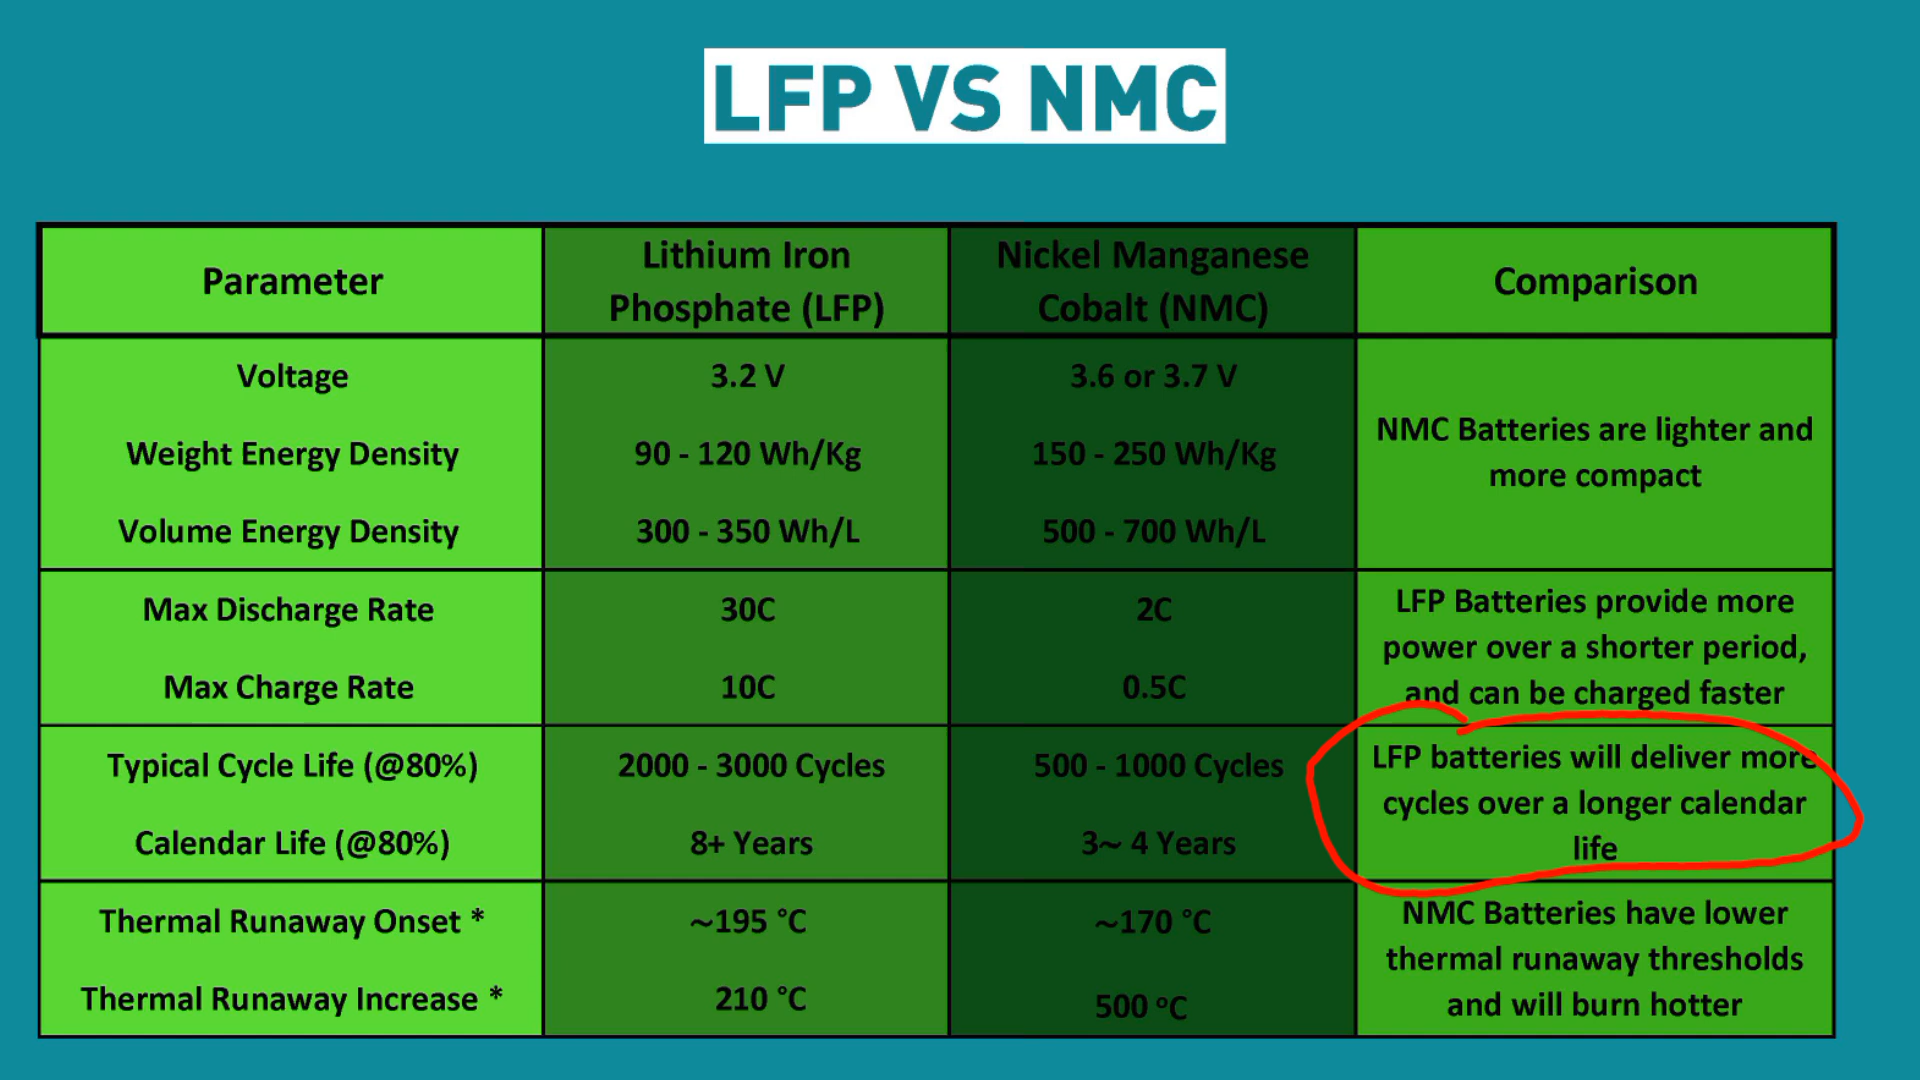 LFP VS NMC
Parameter
Lithium Iron
Phosphate (LFP)
Nickel Manganese
Cobalt (NMC)
Comparison
Voltage
3.2 V
3.6 or 3.7 V
Weight Energy Density
90 - 120 Wh/Kg
150 - 250 Wh/Kg
Volume Energy Density
300 - 350 Wh/L
500 - 700 Wh/L
NMC Batteries are lighter and
more compact
Max Discharge Rate
30C
2C
Max Charge Rate
10C
0.5C
LFP Batteries provide more
power over a shorter period,
and can be charged faster
Typical Cycle Life (@80%)
2000 - 3000 Cycles
500 - 1000 Cycles
Calendar Life (@80%)
8+ Years
3~ 4 Years
LFP batteries will deliver more
cycles over a longer calendar
life
Thermal Runaway Onset *
~195 °C
~170 °C
Thermal Runaway Increase *
210 °C
500 °C
NMC Batteries have lower
thermal runaway thresholds
and will burn hotter